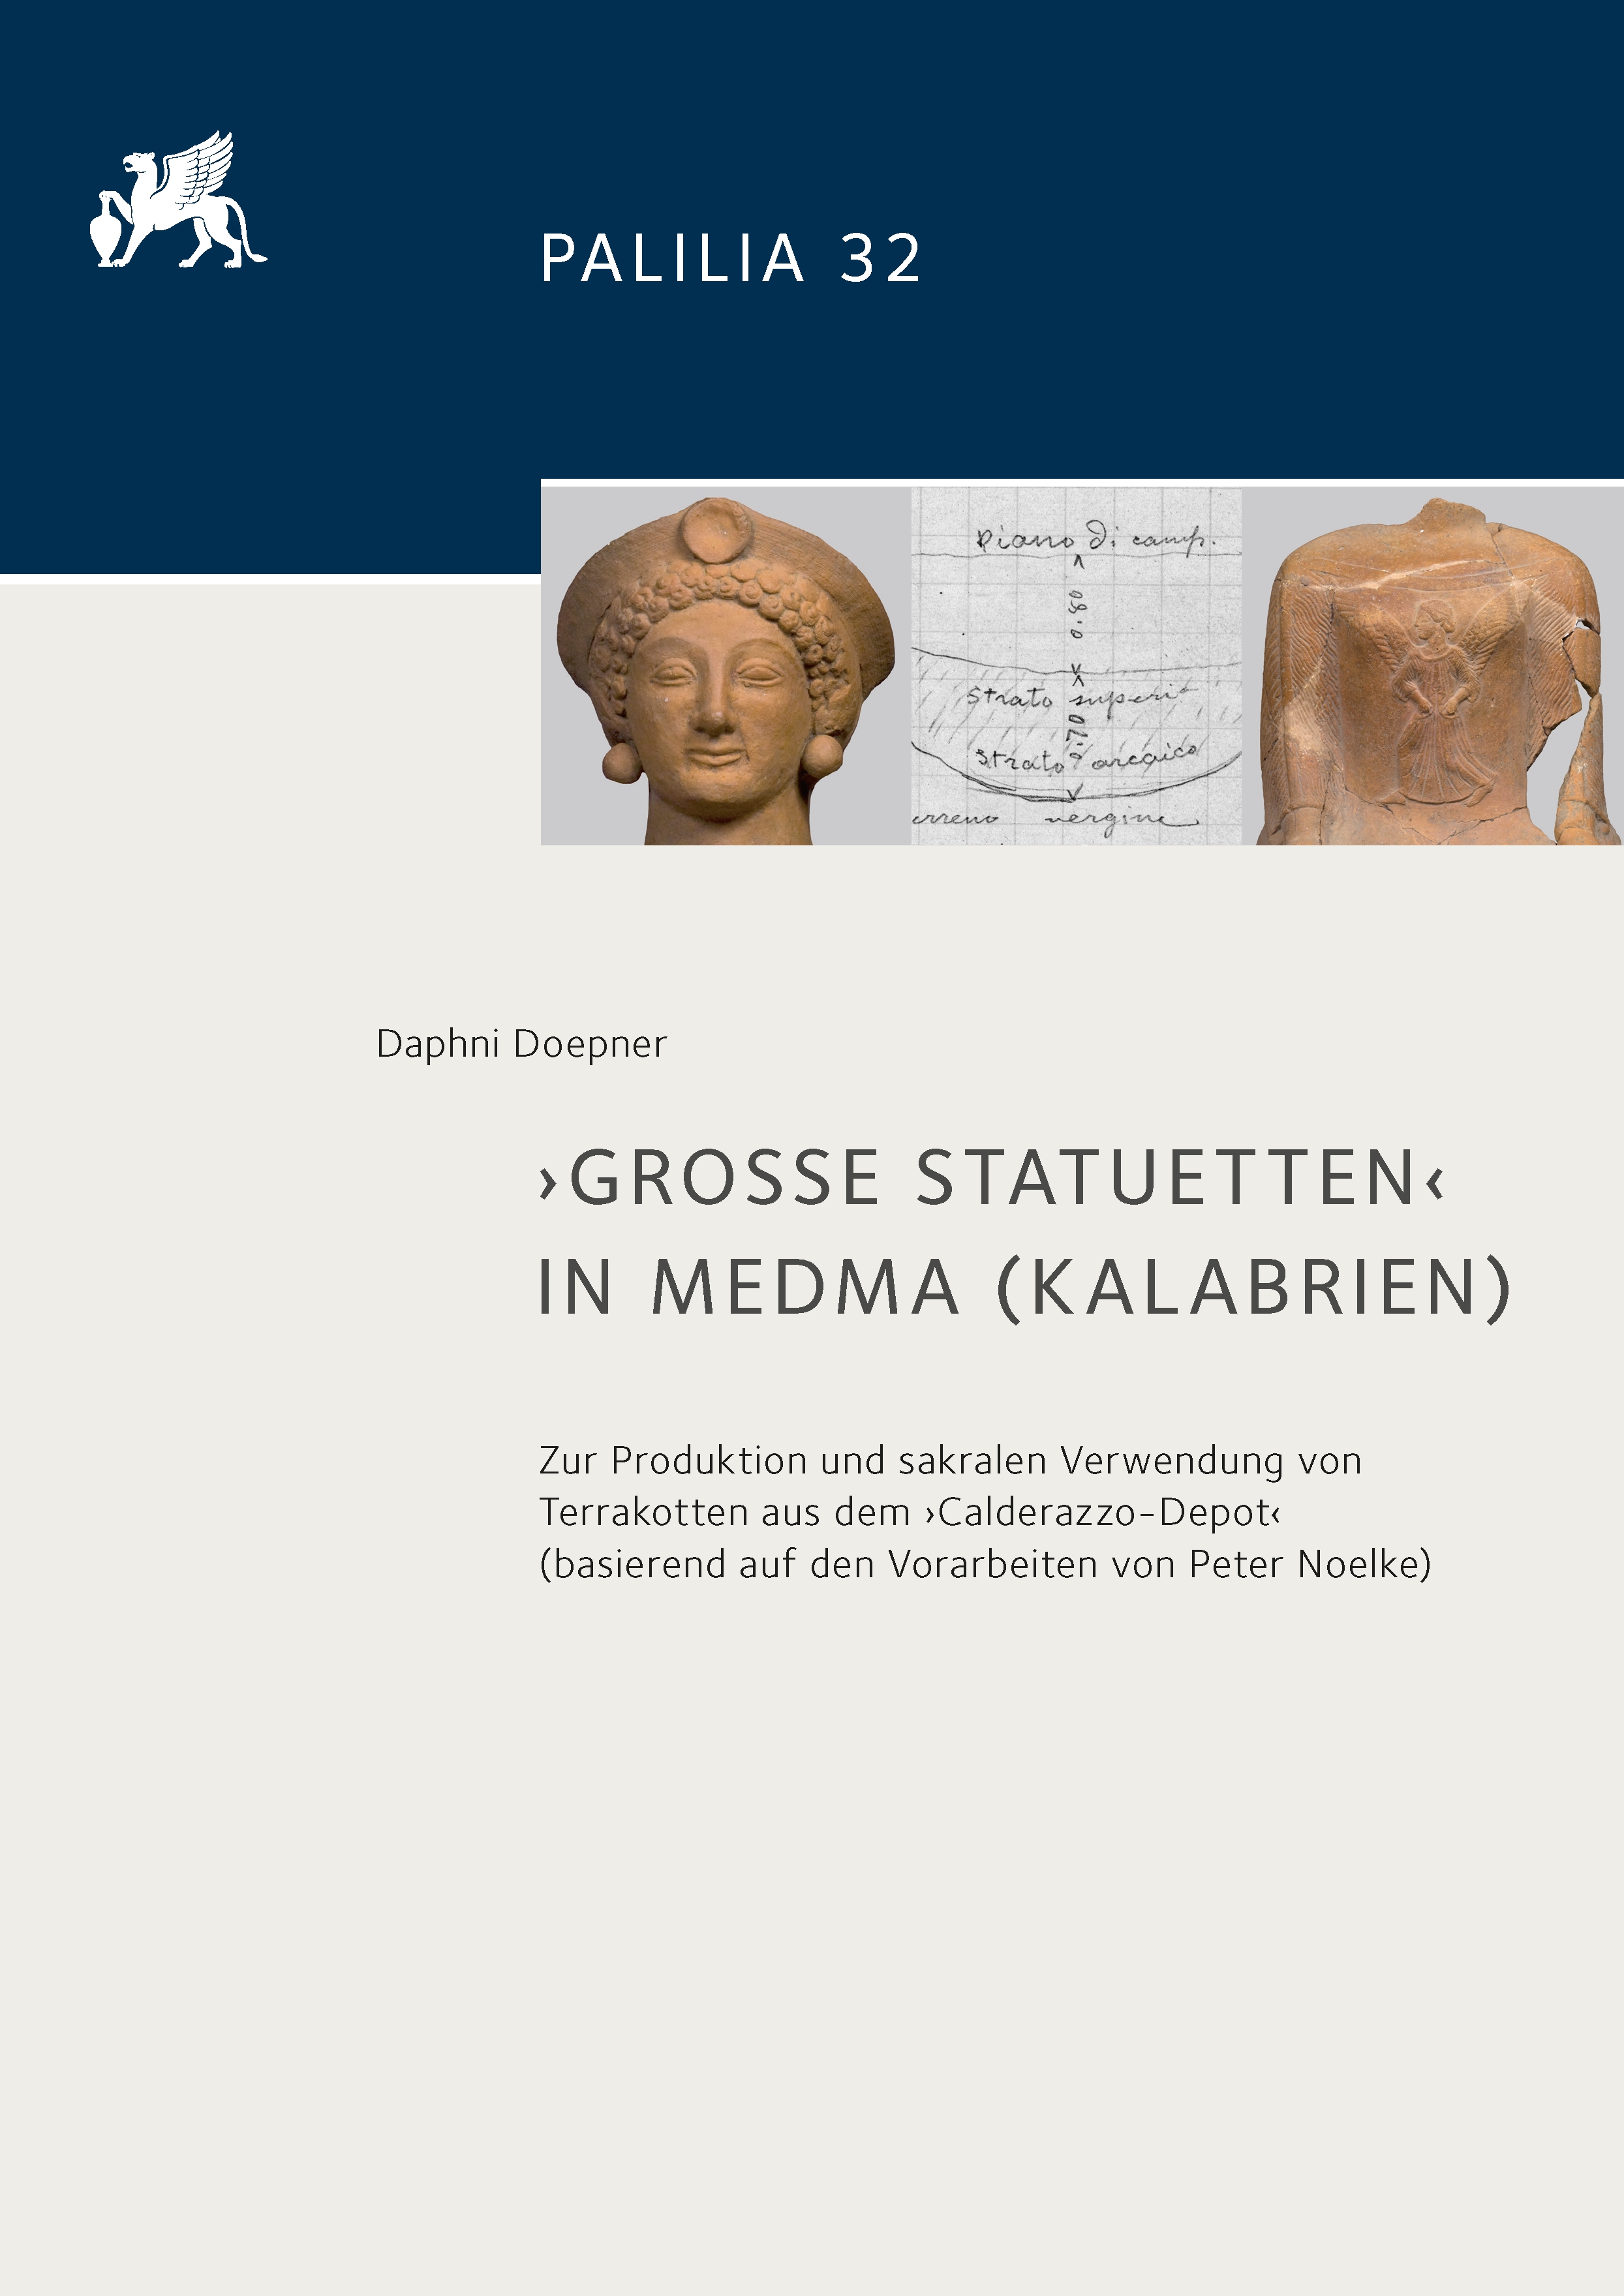 PALILIA 32
Piano di camp.
0.80
Strato superi
0.70
Strato arcaico
erreno vergine
Daphni Doepner
›GROSSE STATUETTEN‹
IN MEDMA (KALABRIEN)
Zur Produktion und sakralen Verwendung von
Terrakotten aus dem ›Calderazzo-Depot‹
(basierend auf den Vorarbeiten von Peter Noelke)